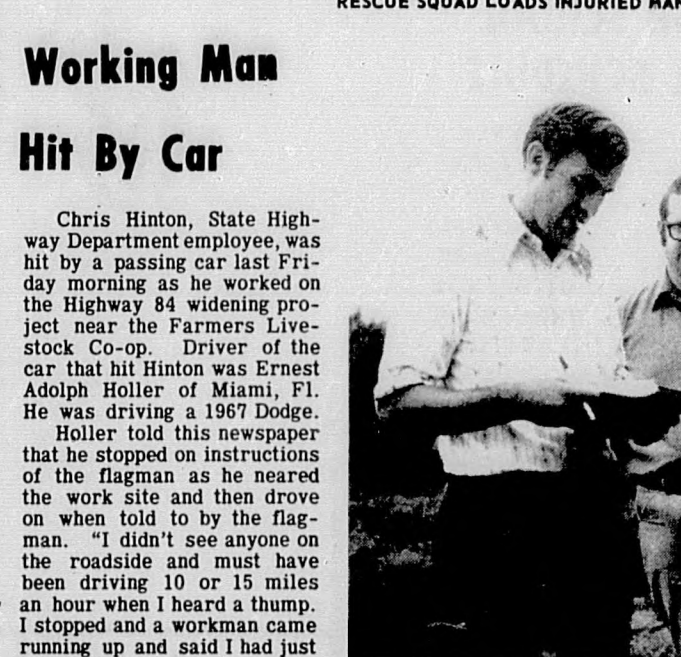 RESCUE SQUAD LOADS INJURIED MAN
Working Man
Hit By Car
Chris Hinton, State High-
way Department employee, was
hit by a passing car last Fri-
day morning as he worked on
the Highway 84 widening pro-
ject near the Farmers Live-
stock Co-op. Driver of the
car that hit Hinton was Ernest
Adolph Holler of Miami, Fl.
He was driving a 1967 Dodge.
Holler told this newspaper
that he stopped on instructions
of the flagman as he neared
the work site and then drove
on when told to by the flag-
man. "I didn't see anyone on
the roadside and must have
been driving 10 or 15 miles
an hour when I heard a thump.
I stopped and a workman came
running up and said I had just